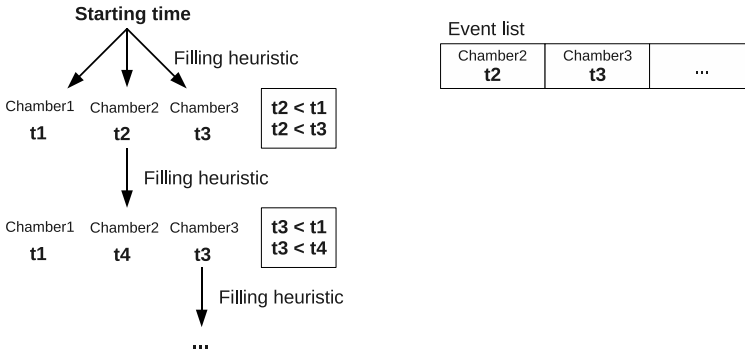 Starting time
Filling heuristic
Chamber1 Chamber2 Chamber3
t1 t2 t3
t2 < t1
t2 < t3
Filling heuristic
Chamber1 Chamber2 Chamber3
t1 t4 t3
t3 < t1
t3 < t4
Filling heuristic
...
Event list
Chamber2 Chamber3
t2 t3 ...